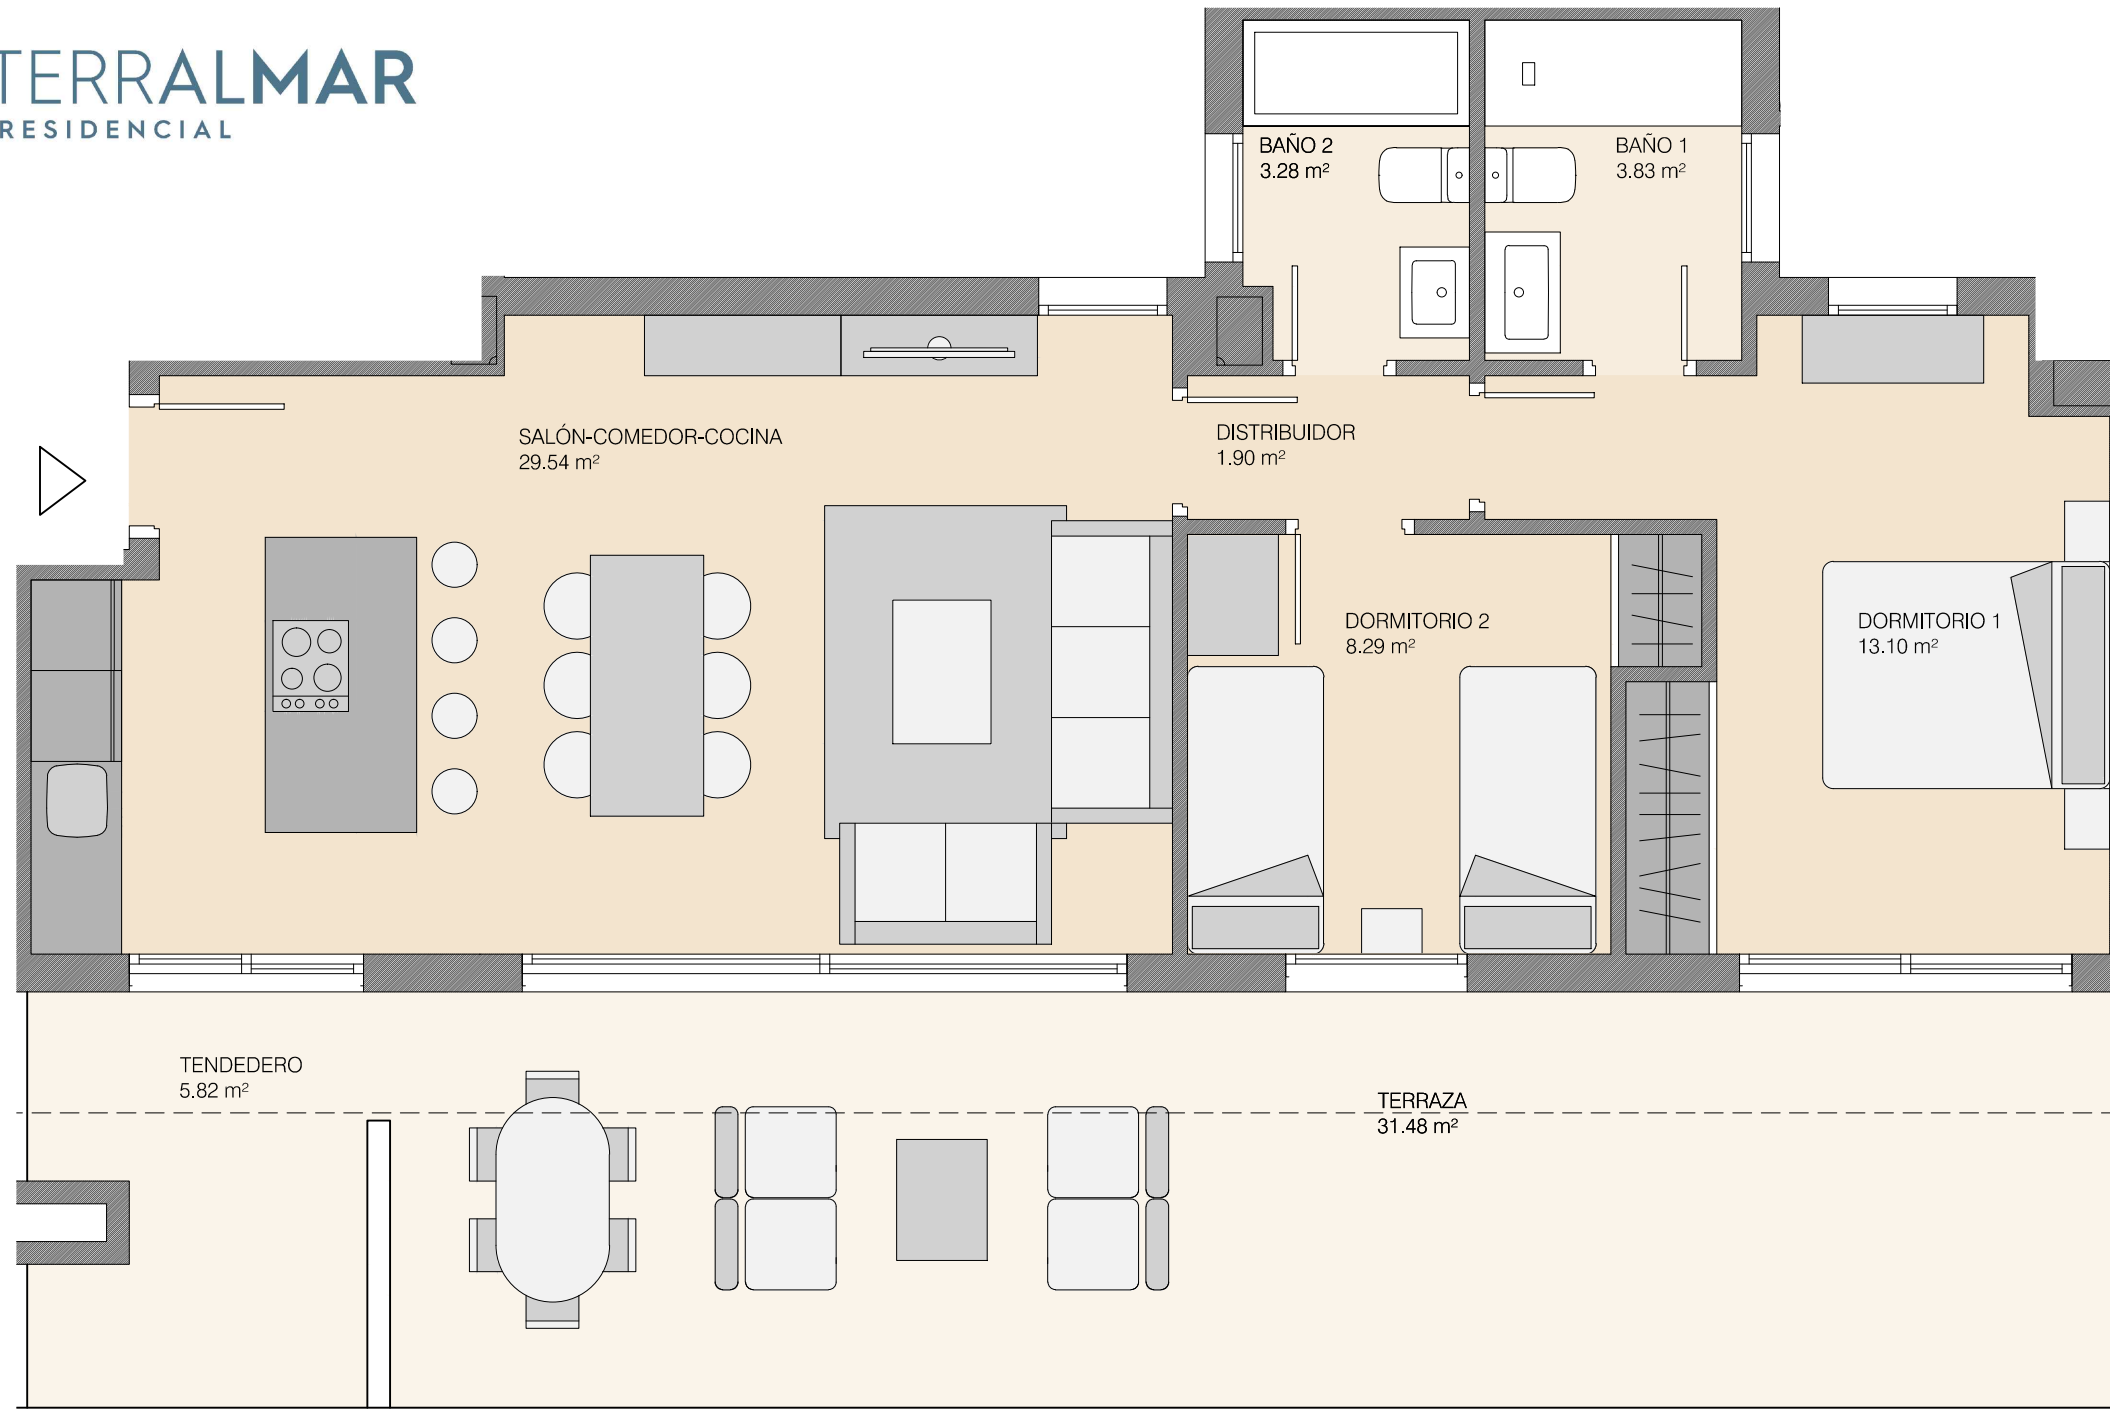 TERRALMAR
RESIDENCIAL
BAÑO 2
3.28 m²
BAÑO 1
3.83 m²
SALÓN-COMEDOR-COCINA
29.54 m²
DISTRIBUIDOR
1.90 m²
DORMITORIO 2
8.29 m²
DORMITORIO 1
13.10 m²
TENDEDERO
5.82 m²
TERRAZA
31.48 m²